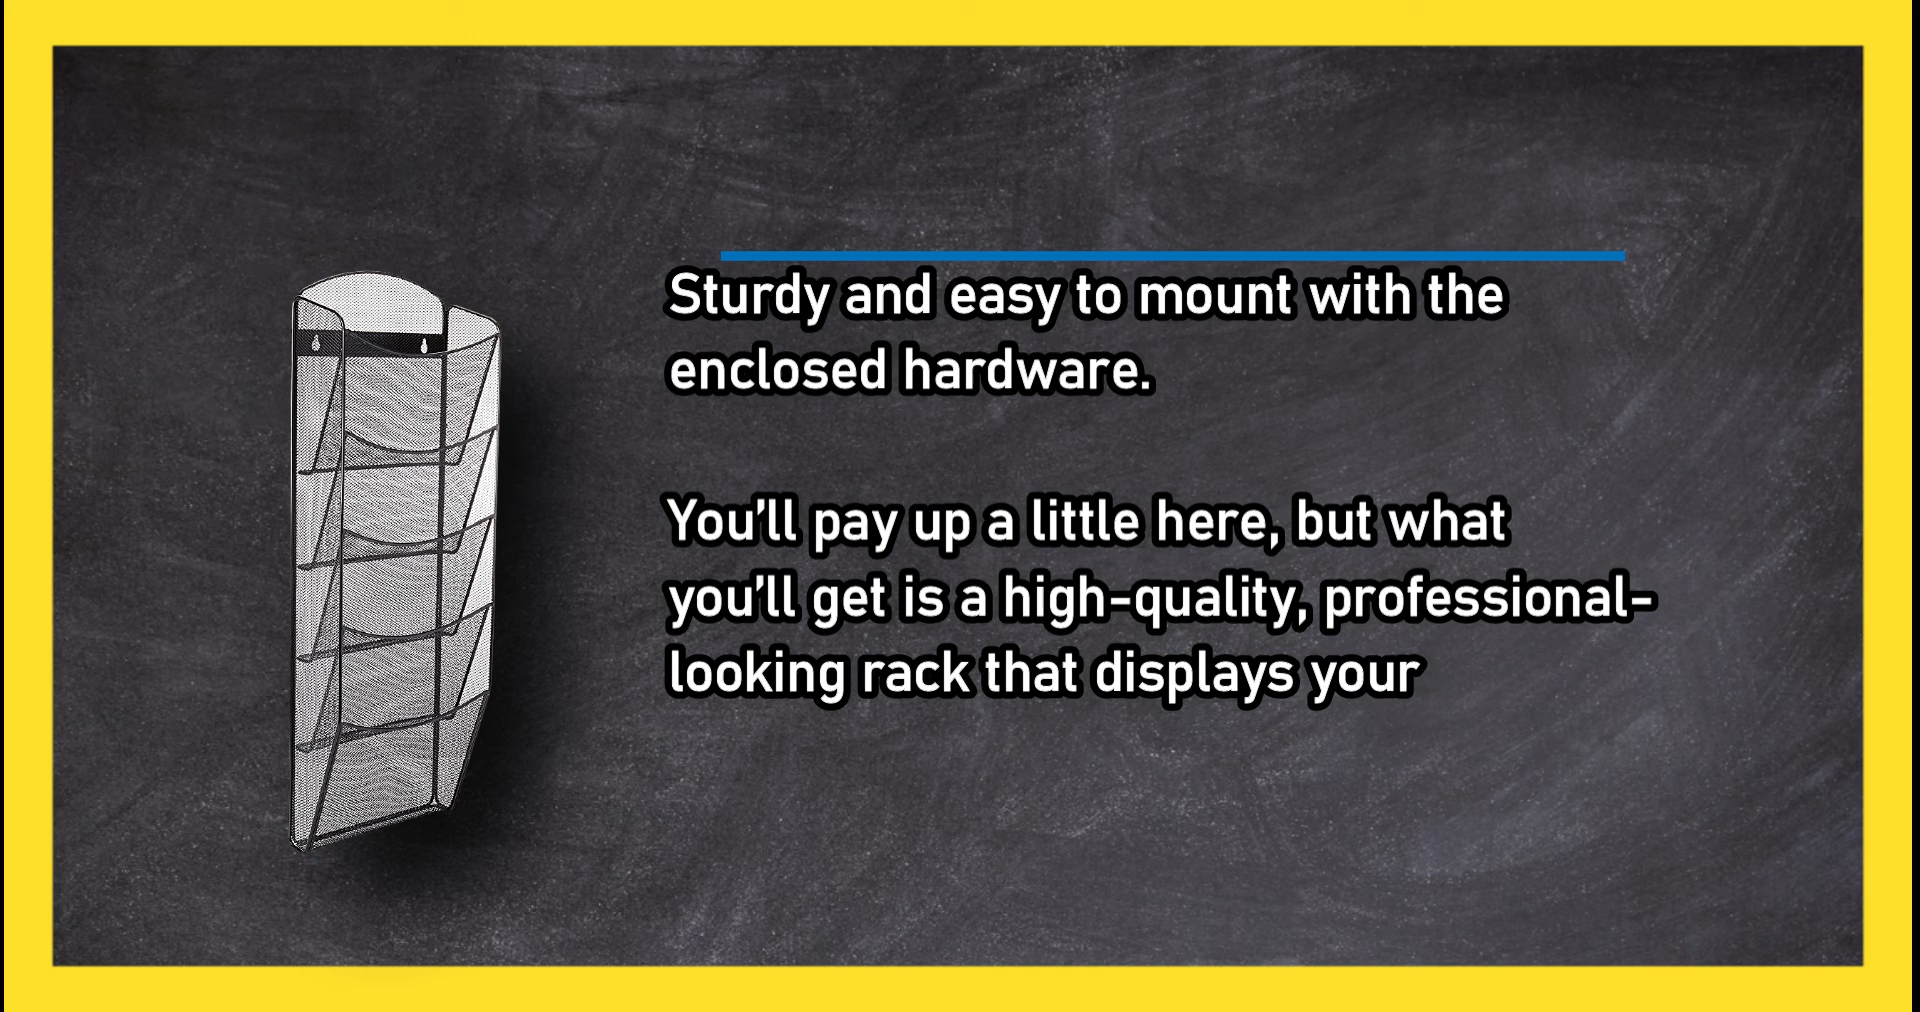 Sturdy and easy to mount with the
enclosed hardware.
You'll pay up a little here, but what
you'll get is a high-quality, professional-
looking rack that displays your